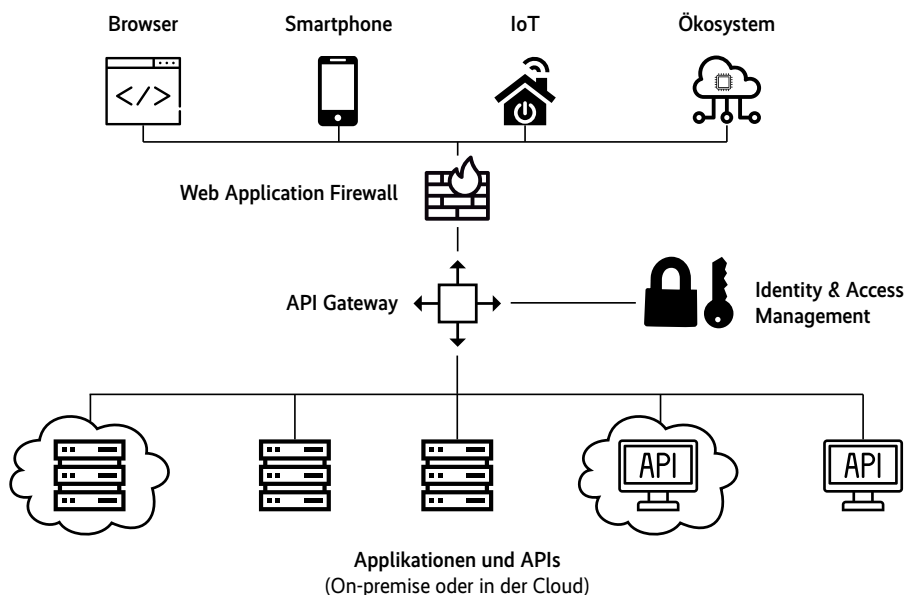 Browser
Smartphone
IoT
Ökosystem
</>
Web Application Firewall
API Gateway
Identity & Access
Management
API
API
Applikationen und APIs
(On-premise oder in der Cloud)